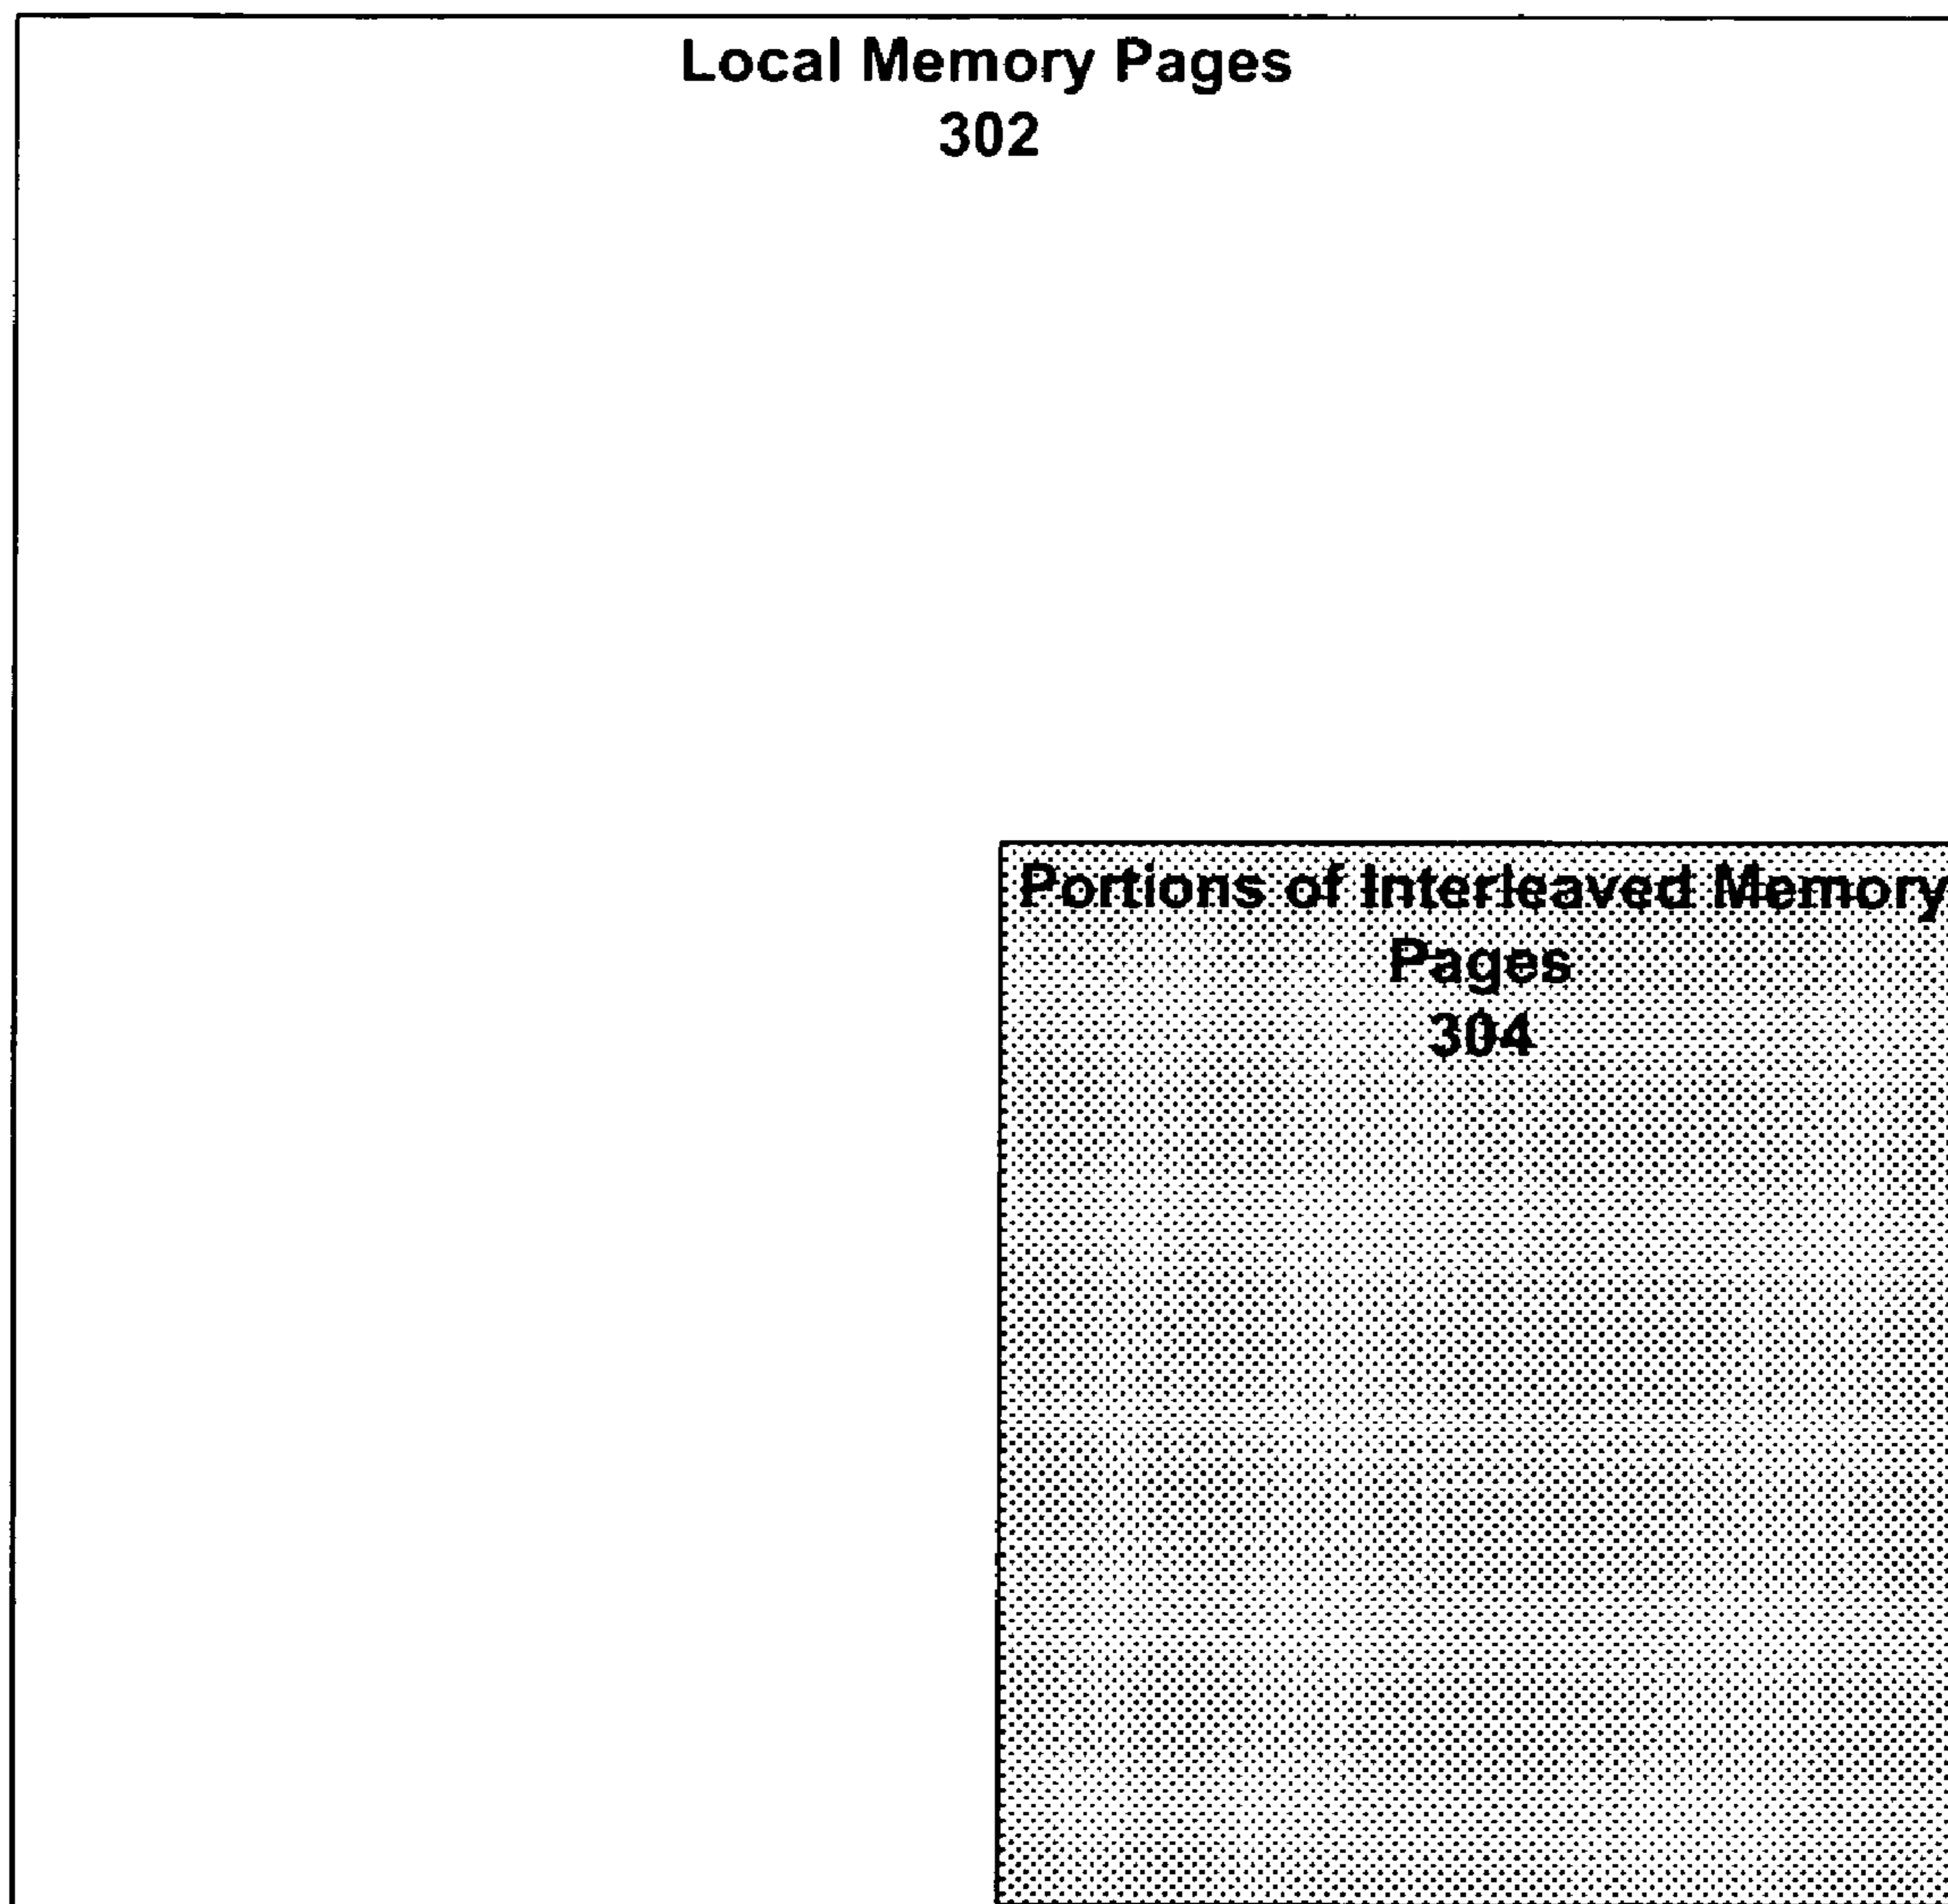 Local Memory Pages
302
Portions of Interleaved Memory
Pages
304